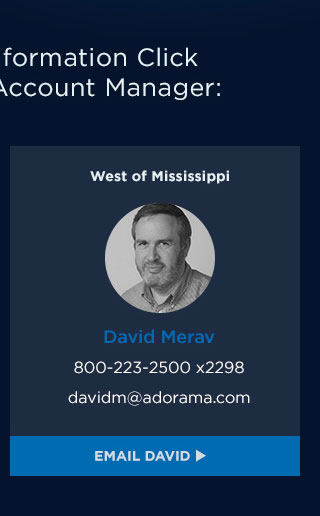 formation Click
Account Manager:
West of Mississippi
David Merav
800-223-2500 x2298
davidm@adorama.com
EMAIL DAVID ▶